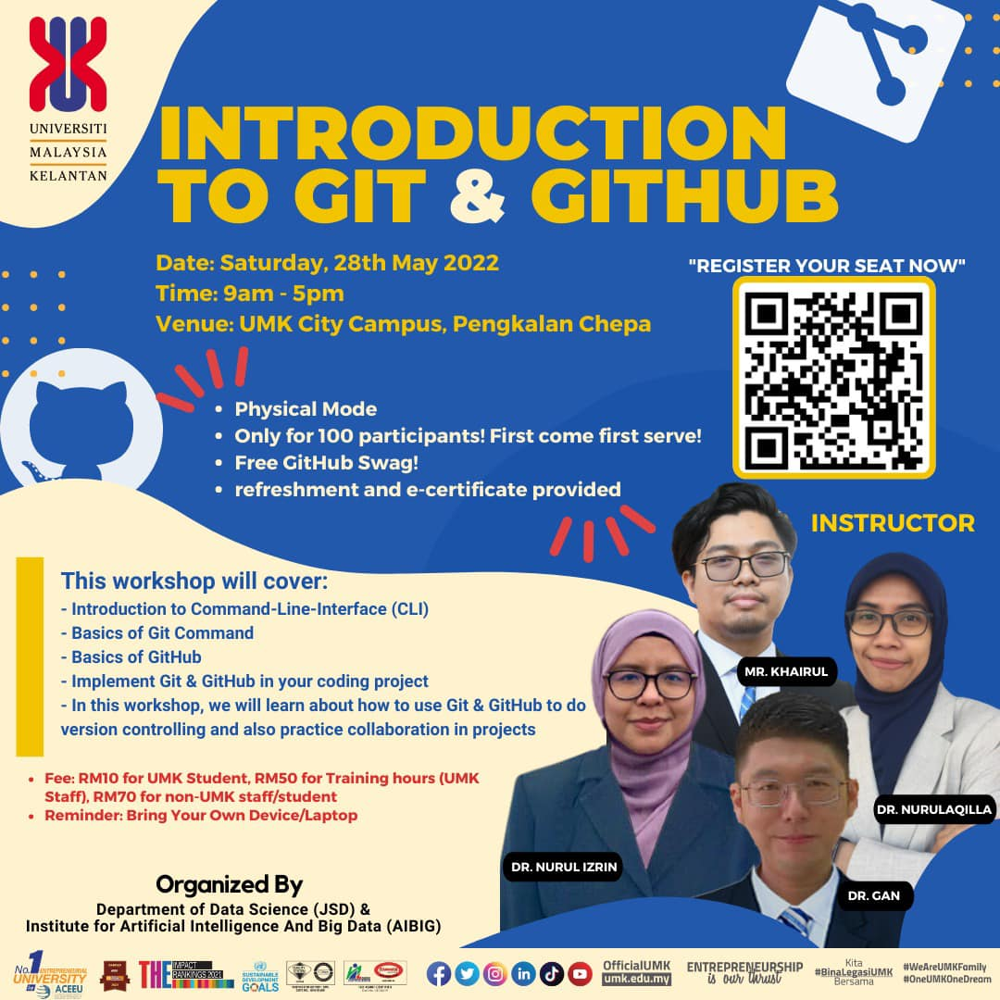 UNIVERSITI
MALAYSIA
KELANTAN
INTRODUCTION
TO GIT & GITHUB
Date: Saturday, 28th May 2022
Time: 9am - 5pm
Venue: UMK City Campus, Pengkalan Chepa
"REGISTER YOUR SEAT NOW"
• Physical Mode
• Only for 100 participants! First come first serve!
• Free GitHub Swag!
• refreshment and e-certificate provided
INSTRUCTOR
This workshop will cover:
- Introduction to Command-Line-Interface (CLI)
- Basics of Git Command
- Basics of GitHub
- Implement Git & GitHub in your coding project
- In this workshop, we will learn about how to use Git & GitHub to do
version controlling and also practice collaboration in projects
MR. KHAIRUL
DR. NURULAQILLA
DR. NURUL IZRIN
DR. GAN
• Fee: RM10 for UMK Student, RM50 for Training hours (UMK
Staff), RM70 for non-UMK staff/student
• Reminder: Bring Your Own Device/Laptop
Organized By
Department of Data Science (JSD) &
Institute for Artificial Intelligence And Big Data (AIBIG)
No.1 ENTREPRENEURIAL
UNIVERSITY
by ACEEU
THE IMPACT
RANKINGS 2021
SUSTAINABLE
DEVELOPMENT
GOALS
OfficialUMK
umk.edu.my
ENTREPRENEURSHIP
is our thrust
Kita
#BinaLegasiUMK
Bersama
#WeAreUMKFamily
#OneUMKOneDream